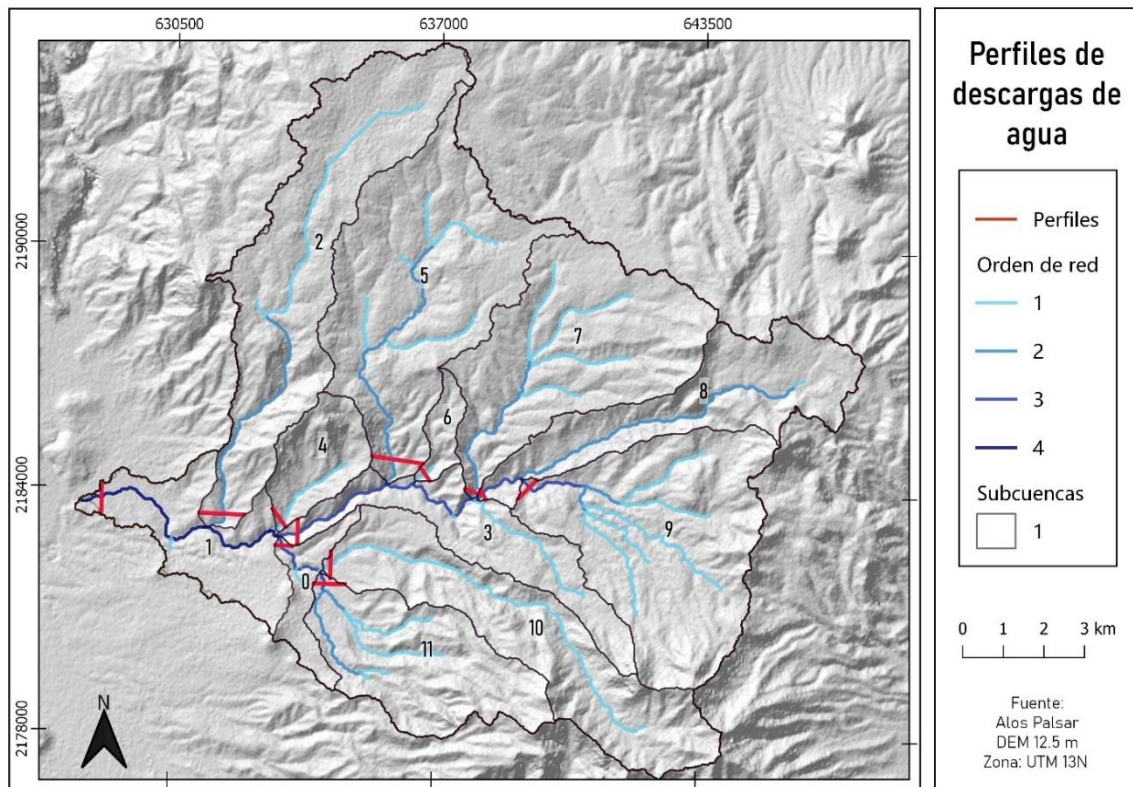 630500
637000
643500
2190000
2184000
2178000
2
5
7
8
6
4
9
3
1
0
10
11
N
Perfiles de
descargas de
agua
Perfiles
Orden de red
1
2
3
4
Subcuencas
1
0 1 2 3 km
Fuente:
Alos Palsar
DEM 12.5 m
Zona: UTM 13N